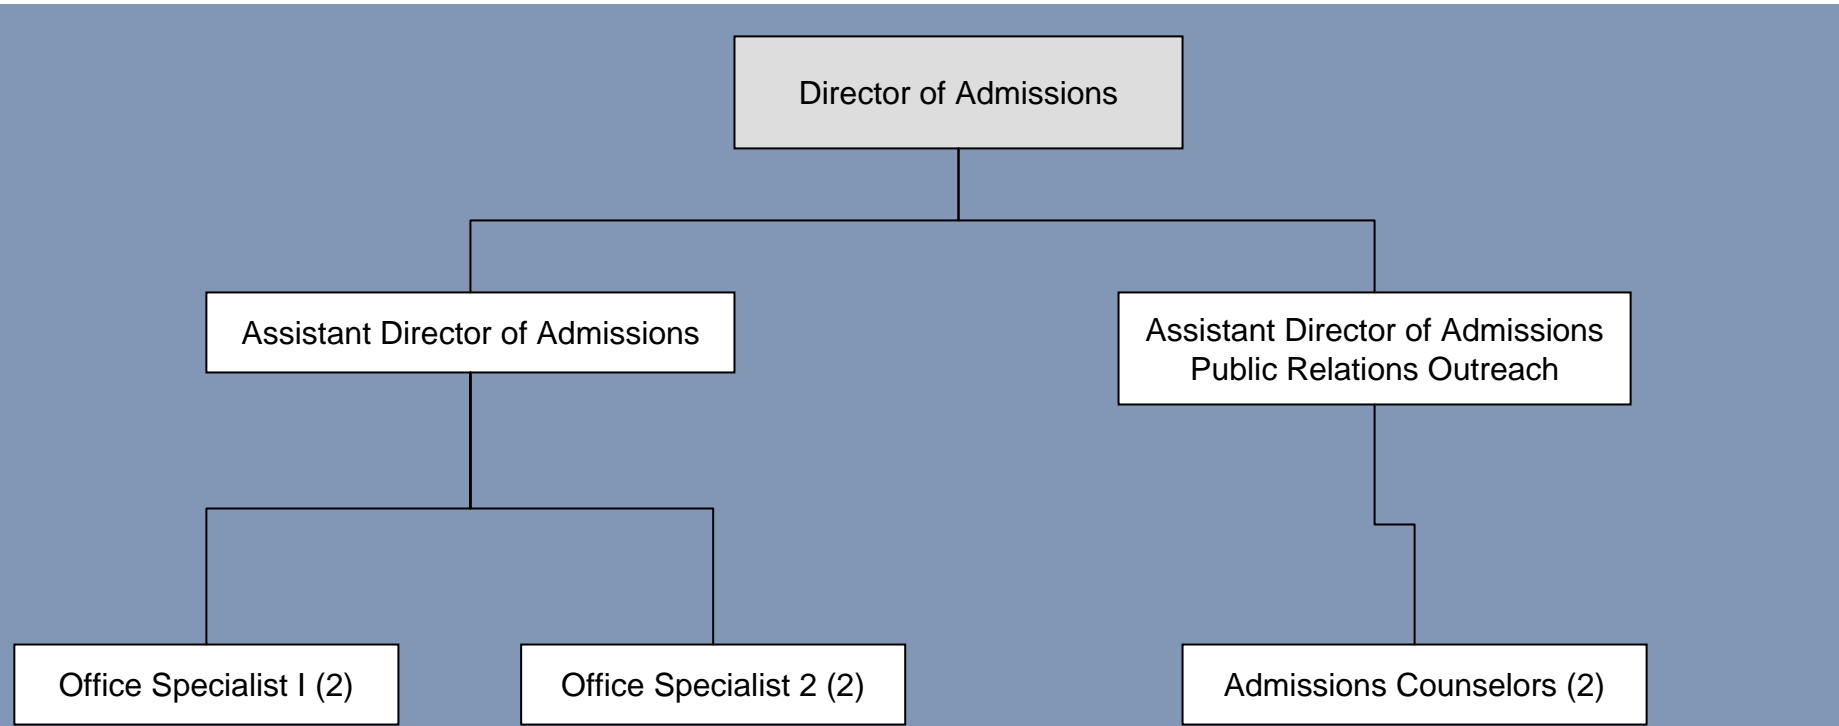 Director of Admissions
Assistant Director of Admissions
Assistant Director of Admissions
Public Relations Outreach
Office Specialist I (2)
Office Specialist 2 (2)
Admissions Counselors (2)